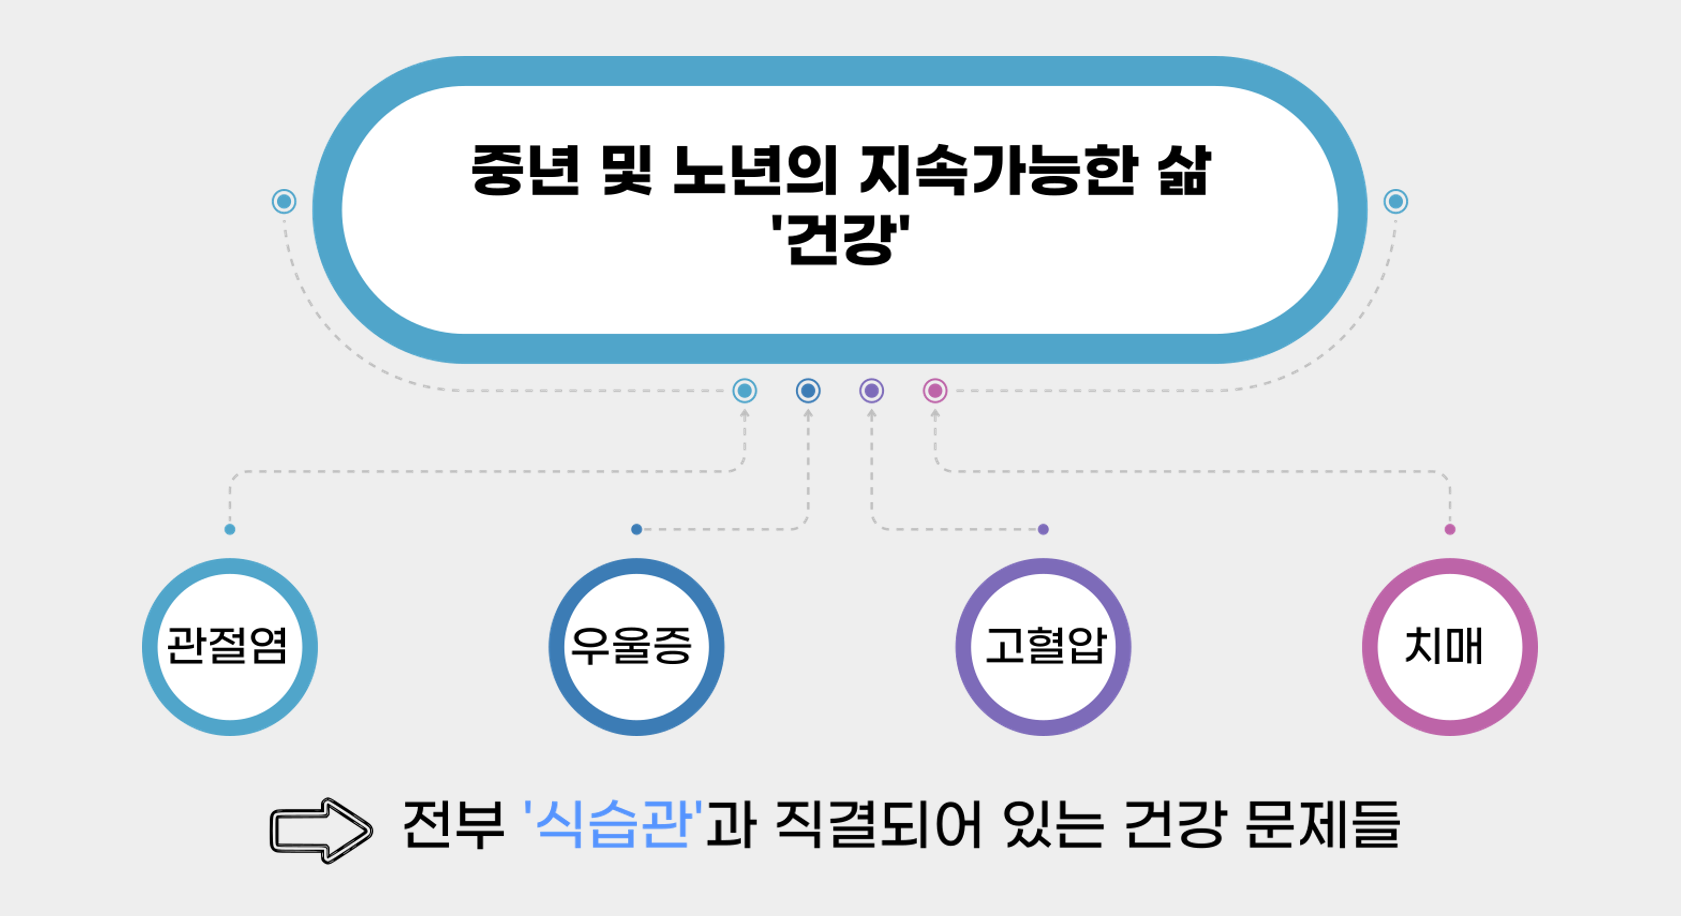 중년 및 노년의 지속가능한 삶
'건강'
관절염
우울증
고혈압
치매
전부 '식습관'과 직결되어 있는 건강 문제들